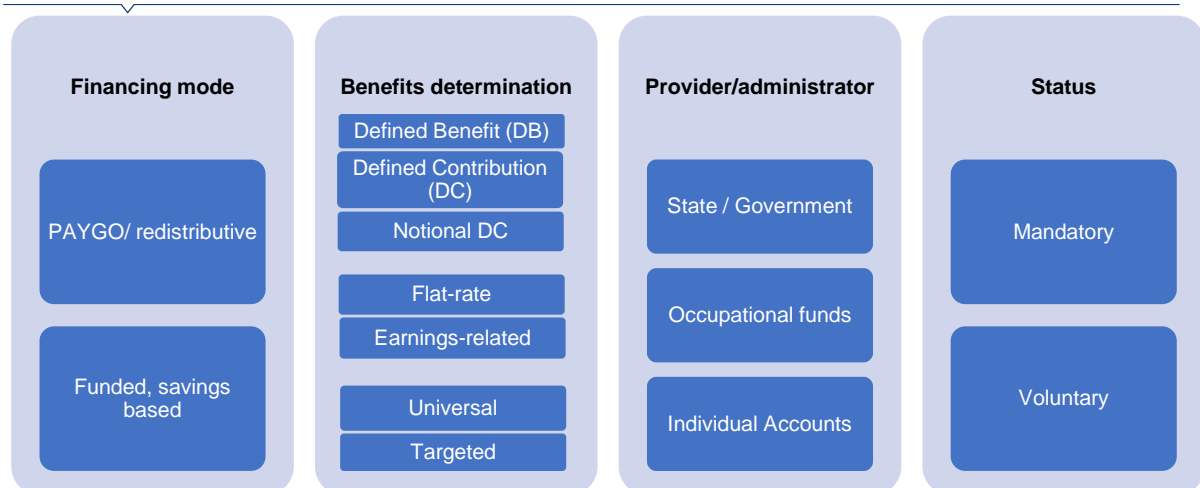 Financing mode
PAYGO/ redistributive
Funded, savings
based
Benefits determination
Defined Benefit (DB)
Defined Contribution
(DC)
Notional DC
Flat-rate
Earnings-related
Universal
Targeted
Provider/administrator
State / Government
Occupational funds
Individual Accounts
Status
Mandatory
Voluntary